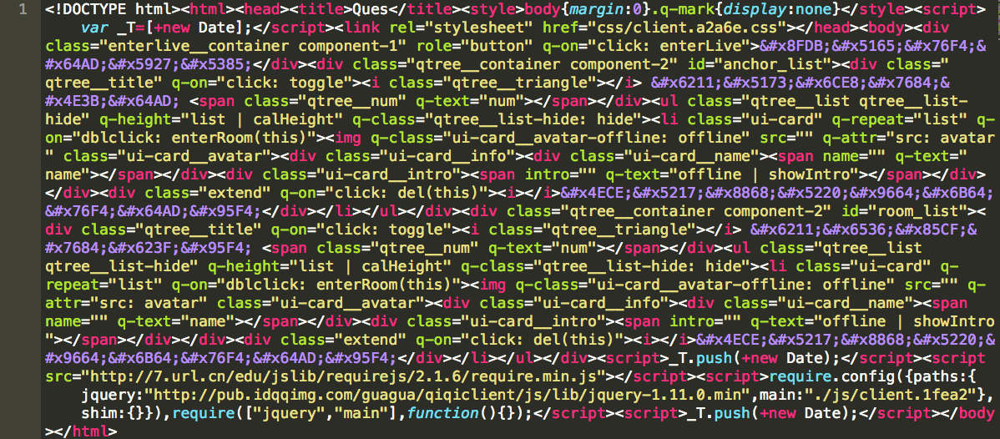 1 <!DOCTYPE html><html><head><title>Ques</title><style>body{margin:0}.q-mark{display:none}</style><script>
var _T=[+new Date];</script><link rel="stylesheet" href="css/client.a2a6e.css"></head><body><div
class="enterlive__container component-1" role="button" q-on="click: enterLive">&#x8FDB;&#x5165;&#x76F4;&
#x64AD;&#x5927;&#x5385;</div><div class="qtree__container component-2" id="anchor_list"><div class="
qtree__title" q-on="click: toggle"><i class="qtree__triangle"></i> &#x6211;&#x5173;&#x6CE8;&#x7684;&
#x4E3B;&#x64AD; <span class="qtree__num" q-text="num"></span></div><ul class="qtree__list qtree__list-
hide" q-height="list | calHeight" q-class="qtree__list-hide: hide"><li class="ui-card" q-repeat="list" q-
on="dblclick: enterRoom(this)"><img q-class="ui-card__avatar-offline: offline" src="" q-attr="src: avatar
" class="ui-card__avatar"><div class="ui-card__info"><div class="ui-card__name"><span name="" q-text="
name"></span></div><div class="ui-card__intro"><span intro="" q-text="offline | showIntro"></span></div>
</div><div class="extend" q-on="click: del(this)"><i></i>&#x4ECE;&#x5217;&#x8868;&#x5220;&#x9664;&#x6B64;
&#x76F4;&#x64AD;&#x95F4;</div></li></ul></div><div class="qtree__container component-2" id="room_list"><
div class="qtree__title" q-on="click: toggle"><i class="qtree__triangle"></i> &#x6211;&#x6536;&#x85CF;&
#x7684;&#x623F;&#x95F4; <span class="qtree__num" q-text="num"></span></div><ul class="qtree__list
qtree__list-hide" q-height="list | calHeight" q-class="qtree__list-hide: hide"><li class="ui-card" q-
repeat="list" q-on="dblclick: enterRoom(this)"><img q-class="ui-card__avatar-offline: offline" src="" q-
attr="src: avatar" class="ui-card__avatar"><div class="ui-card__info"><div class="ui-card__name"><span
name="" q-text="name"></span></div><div class="ui-card__intro"><span intro="" q-text="offline | showIntro
"></span></div></div><div class="extend" q-on="click: del(this)"><i></i>&#x4ECE;&#x5217;&#x8868;&#x5220;&
#x9664;&#x6B64;&#x76F4;&#x64AD;&#x95F4;</div></li></ul></div><script>_T.push(+new Date);</script><script
src="http://7.url.cn/edu/jslib/requirejs/2.1.6/require.min.js"></script><script>require.config({paths:{
jquery:"http://pub.idqqimg.com/guagua/qiqiclient/js/lib/jquery-1.11.0.min",main:"./js/client.1fea2"},
shim:{}}),require(["jquery","main"],function(){});</script><script>_T.push(+new Date);</script></body
></html>